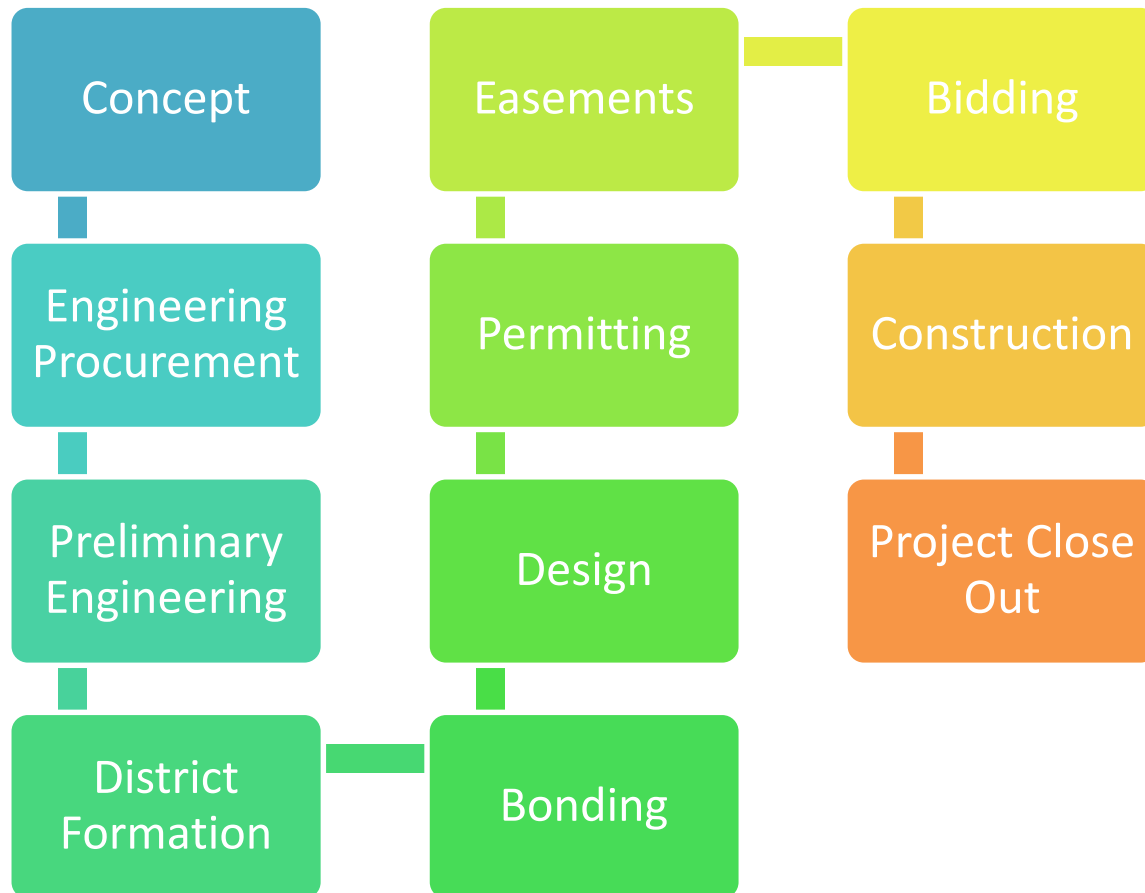 Concept
Engineering
Procurement
Preliminary
Engineering
District
Formation
Bonding
Design
Permitting
Easements
Bidding
Construction
Project Close
Out